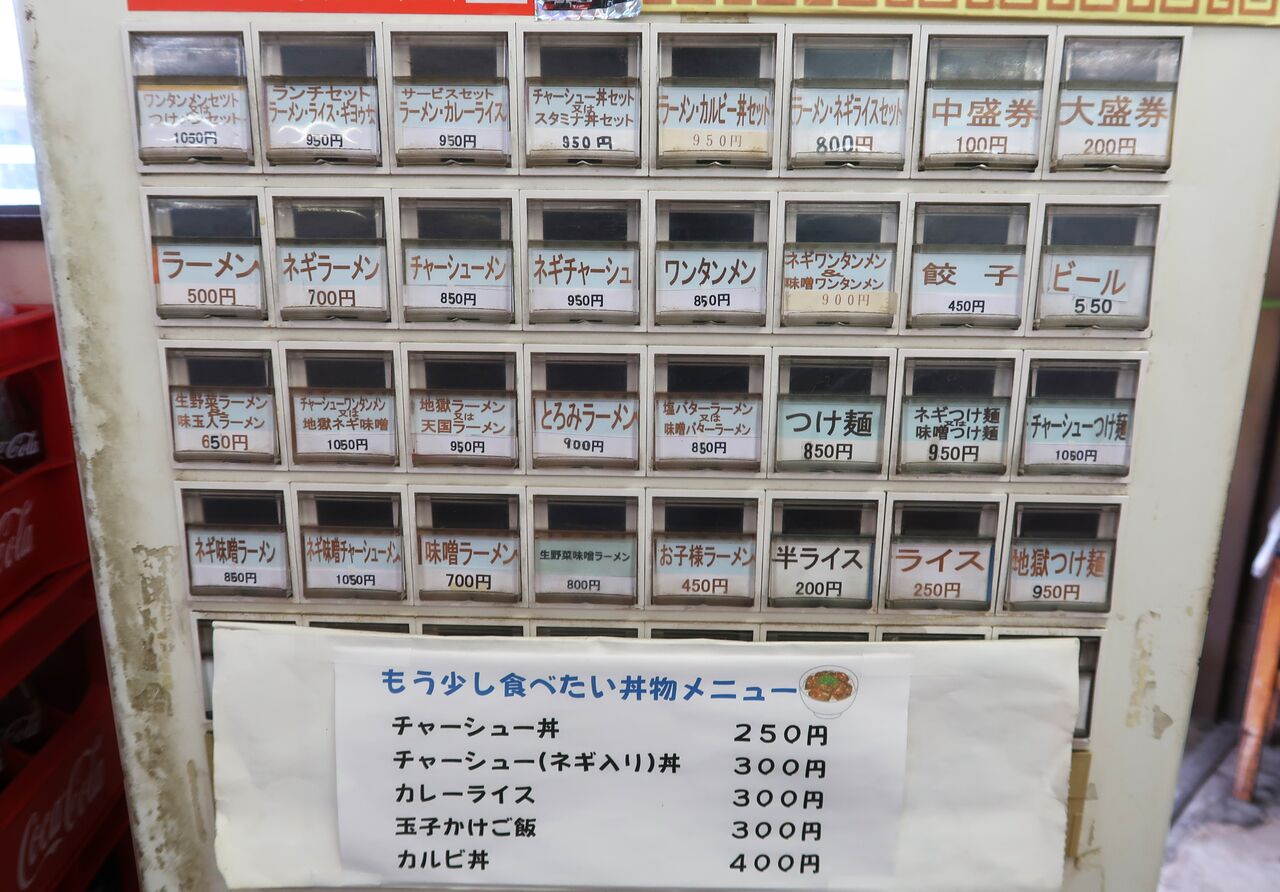 ワンタンメンセット
又は
つけメンセット
1050円
ランチセット
ラーメン・ライス・ギョウザ
950円
サービスセット
ラーメン・カレーライス
950円
チャーシュー丼セット
又は
スタミナ丼セット
950円
ラーメン・カルビー丼セット
950円
ラーメン・ネギライスセット
800円
中盛券
100円
大盛券
200円
ラーメン
500円
ネギラーメン
700円
チャーシューメン
850円
ネギチャーシュ
950円
ワンタンメン
850円
ネギワンタンメン
&
味噌ワンタンメン
900円
餃子
450円
ビール
550
生野菜ラーメン
味玉入ラーメン
650円
チャーシューワンタンメン
又は
地獄ネギ味噌
1050円
地獄ラーメン
又は
天国ラーメン
950円
とろみラーメン
900円
塩バターラーメン
又は
味噌バターラーメン
850円
つけ麺
850円
ネギつけ麺
又は
味噌つけ麺
950円
チャーシューつけ麺
1050円
ネギ味噌ラーメン
850円
ネギ味噌チャーシューメン
1050円
味噌ラーメン
700円
生野菜味噌ラーメン
800円
お子様ラーメン
450円
半ライス
200円
ライス
250円
地獄つけ麺
950円
もう少し食べたい丼物メニュー
チャーシュー丼 250円
チャーシュー(ネギ入り)丼 300円
カレーライス 300円
玉子かけご飯 300円
カルビ丼 400円
Coca-Cola